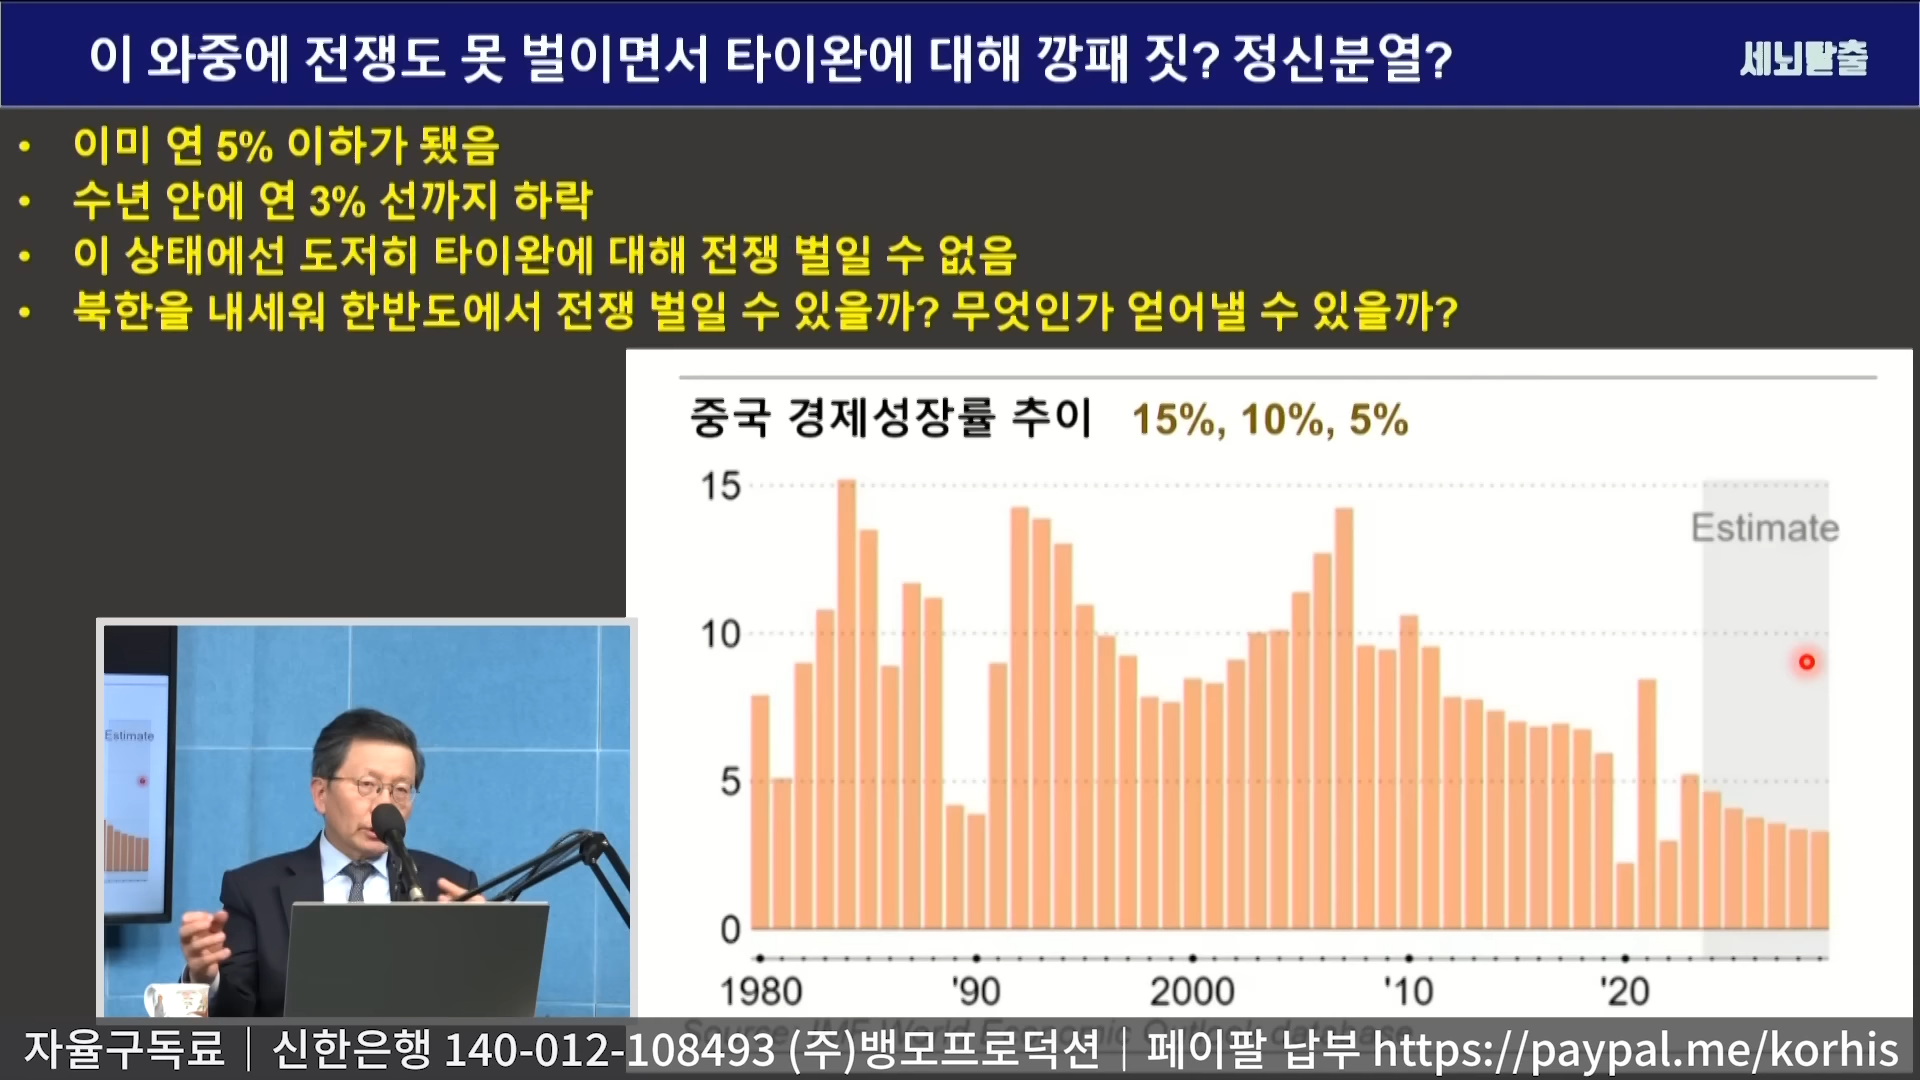 이 와중에 전쟁도 못 벌이면서 타이완에 대해 깡패 짓? 정신분열?
세뇌탈출
• 이미 연 5% 이하가 됐음
• 수년 안에 연 3% 선까지 하락
• 이 상태에선 도저히 타이완에 대해 전쟁 벌일 수 없음
• 북한을 내세워 한반도에서 전쟁 벌일 수 있을까? 무엇인가 얻어낼 수 있을까?
중국 경제성장률 추이 15%, 10%, 5%
15
Estimate
10
5
0
1980 '90 2000 '10 '20
Estimate
Source: IMF World Economic Outlook database
자율구독료 | 신한은행 140-012-108493 (주)뱅모프로덕션 | 페이팔 납부 https://paypal.me/korhis